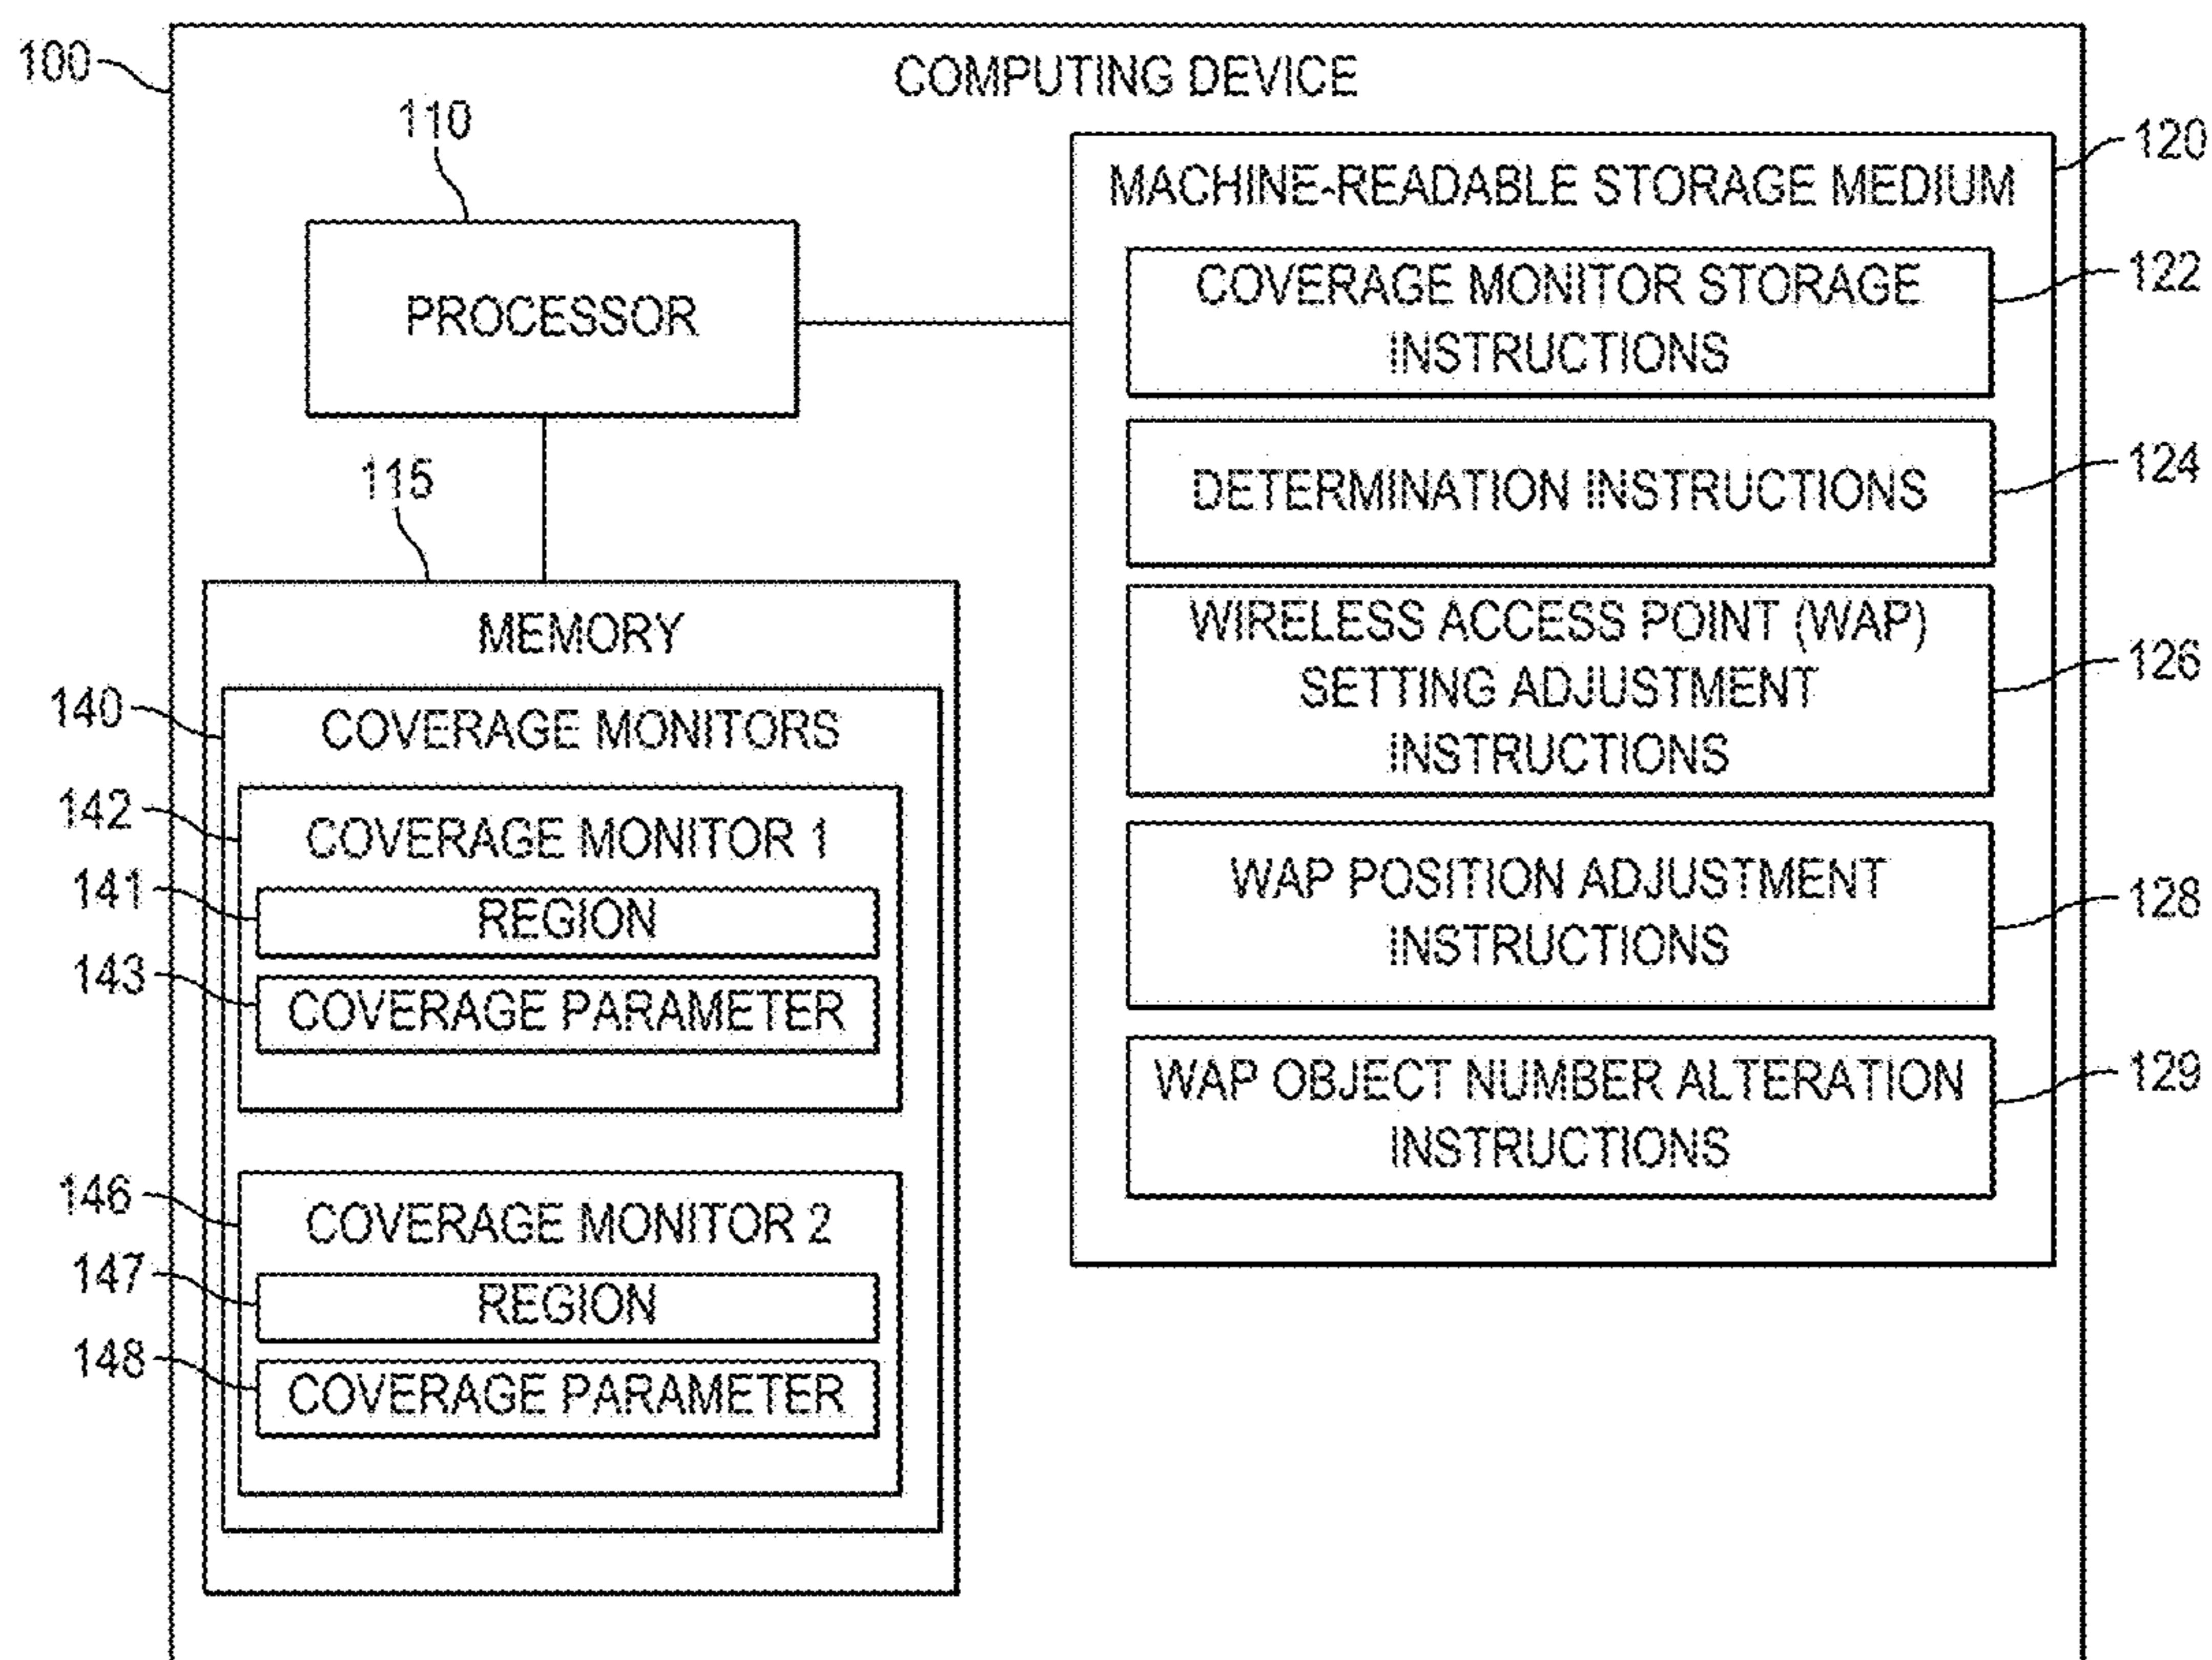 100
COMPUTING DEVICE
110
PROCESSOR
115
MEMORY
140
COVERAGE MONITORS
142
COVERAGE MONITOR 1
141
REGION
143
COVERAGE PARAMETER
146
COVERAGE MONITOR 2
147
REGION
148
COVERAGE PARAMETER
120
MACHINE-READABLE STORAGE MEDIUM
122
COVERAGE MONITOR STORAGE
INSTRUCTIONS
124
DETERMINATION INSTRUCTIONS
126
WIRELESS ACCESS POINT (WAP)
SETTING ADJUSTMENT
INSTRUCTIONS
128
WAP POSITION ADJUSTMENT
INSTRUCTIONS
129
WAP OBJECT NUMBER ALTERATION
INSTRUCTIONS